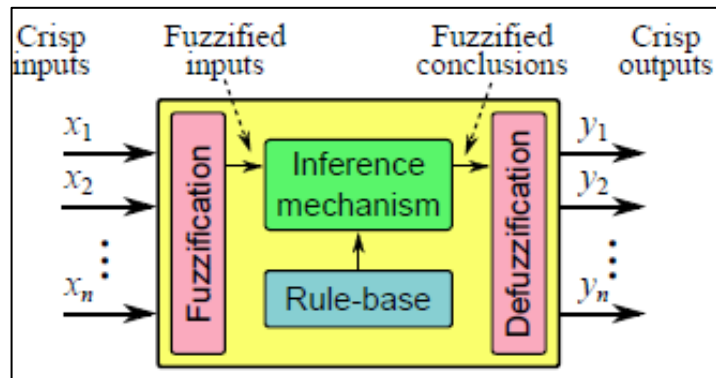 Crisp
inputs
Fuzzified
inputs
Fuzzified
conclusions
Crisp
outputs
x1
x2
⋮
xn
Fuzzification
Inference
mechanism
Rule-base
Defuzzification
y1
y2
⋮
yn